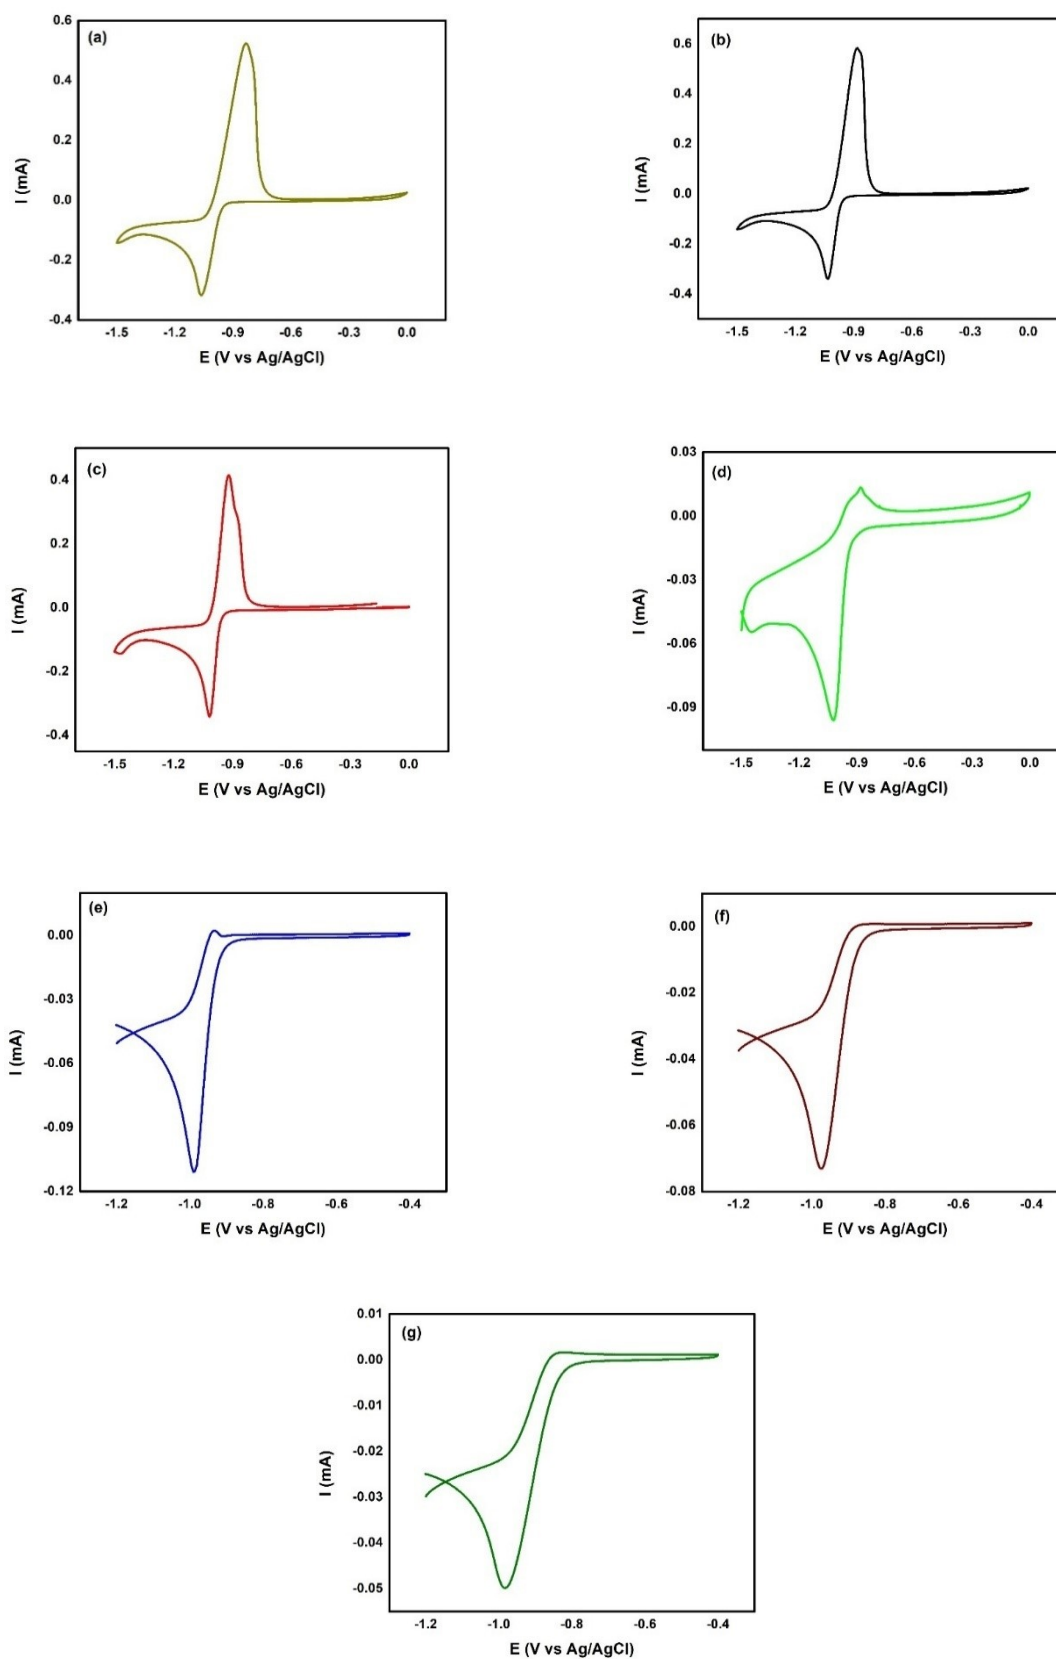 (a)
0.6
0.4
0.2
0.0
-0.2
-0.4
I (mA)
-1.5 -1.2 -0.9 -0.6 -0.3 0.0
E (V vs Ag/AgCl)
(b)
0.6
0.4
0.2
0.0
-0.2
-0.4
I (mA)
-1.5 -1.2 -0.9 -0.6 -0.3 0.0
E (V vs Ag/AgCl)
(c)
0.4
0.2
0.0
-0.2
-0.4
I (mA)
-1.5 -1.2 -0.9 -0.6 -0.3 0.0
E (V vs Ag/AgCl)
(d)
0.03
0.00
-0.03
-0.06
-0.09
I (mA)
-1.5 -1.2 -0.9 -0.6 -0.3 0.0
E (V vs Ag/AgCl)
(e)
0.00
-0.03
-0.06
-0.09
-0.12
I (mA)
-1.2 -1.0 -0.8 -0.6 -0.4
E (V vs Ag/AgCl)
(f)
0.00
-0.02
-0.04
-0.06
-0.08
I (mA)
-1.2 -1.0 -0.8 -0.6 -0.4
E (V vs Ag/AgCl)
(g)
0.01
0.00
-0.01
-0.02
-0.03
-0.04
-0.05
I (mA)
-1.2 -1.0 -0.8 -0.6 -0.4
E (V vs Ag/AgCl)